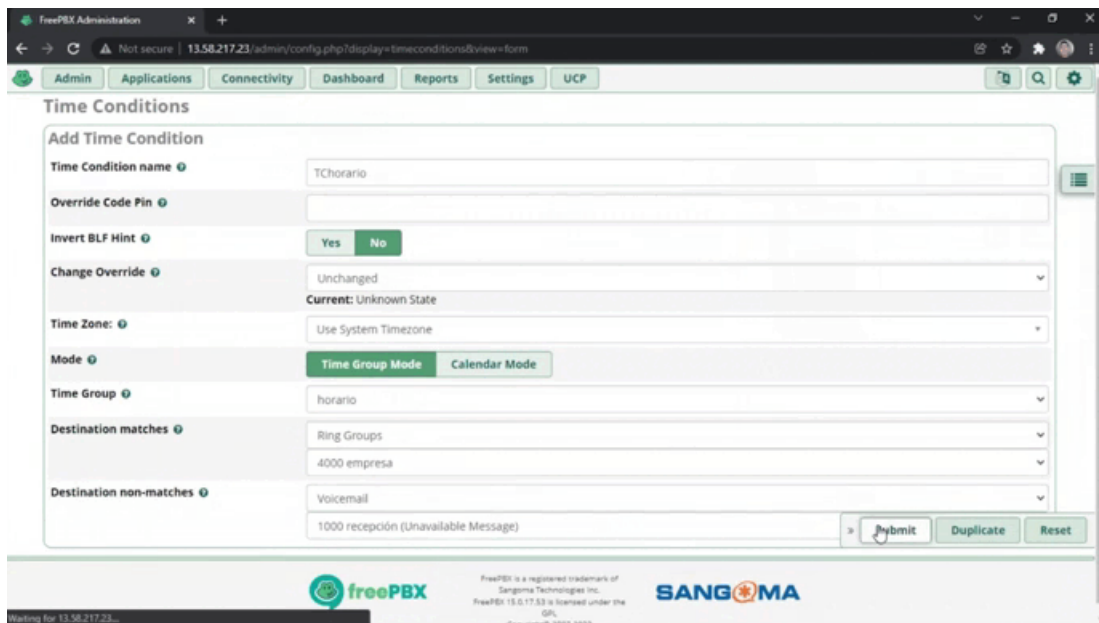 FreePBX Administration
Not secure | 13.58.217.23/admin/config.php?display=timeconditions&view=form
Admin Applications Connectivity Dashboard Reports Settings UCP
Time Conditions
Add Time Condition
Time Condition name
TChorario
Override Code Pin
Invert BLF Hint
Yes No
Change Override
Unchanged
Current: Unknown State
Time Zone:
Use System Timezone
Mode
Time Group Mode Calendar Mode
Time Group
horario
Destination matches
Ring Groups
4000 empresa
Destination non-matches
Voicemail
1000 recepción (Unavailable Message)
» Submit Duplicate Reset
freePBX
FreePBX is a registered trademark of
Sangoma Technologies Inc.
FreePBX 15.0.17.53 is licensed under the
GPL
SANGOMA
Waiting for 13.58.217.23...